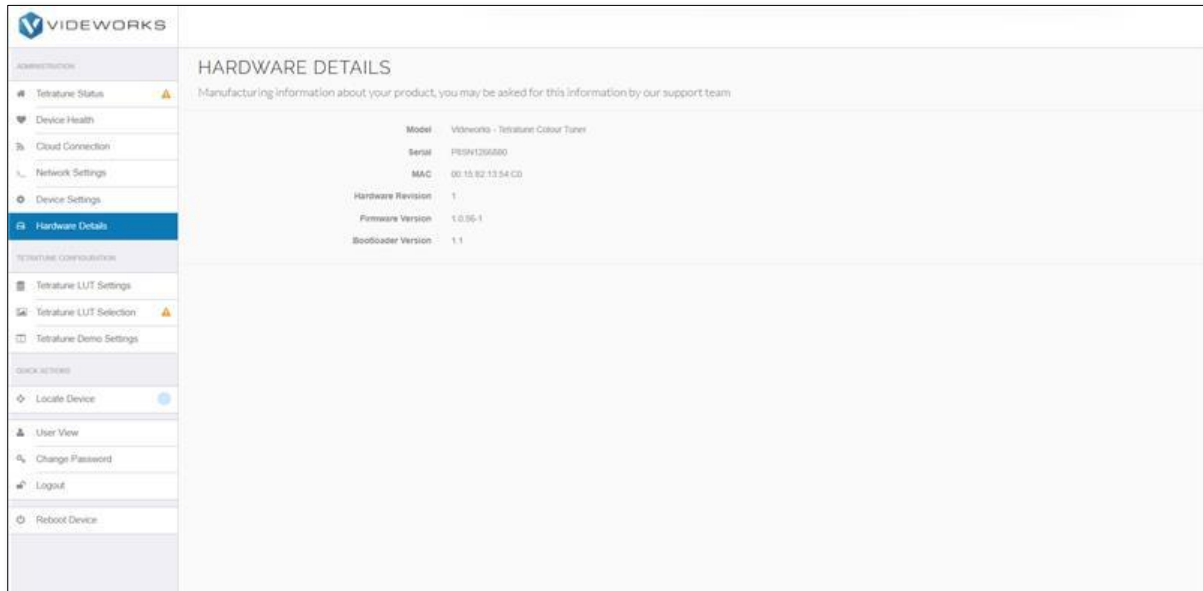 VIDEWORKS
ADMINISTRATION
Tetratune Status
Device Health
Cloud Connection
Network Settings
Device Settings
Hardware Details
TETRATUNE CONFIGURATION
Tetratune LUT Settings
Tetratune LUT Selection
Tetratune Demo Settings
QUICK ACTIONS
Locate Device
User View
Change Password
Logout
Reboot Device
HARDWARE DETAILS
Manufacturing information about your product, you may be asked for this information by our support team
Model Videworks - Tetratune Colour Tuner
Serial
MAC 00:15:82:13:54:CD
Hardware Revision 1
Firmware Version 1.0.56-1
Bootloader Version 1.1